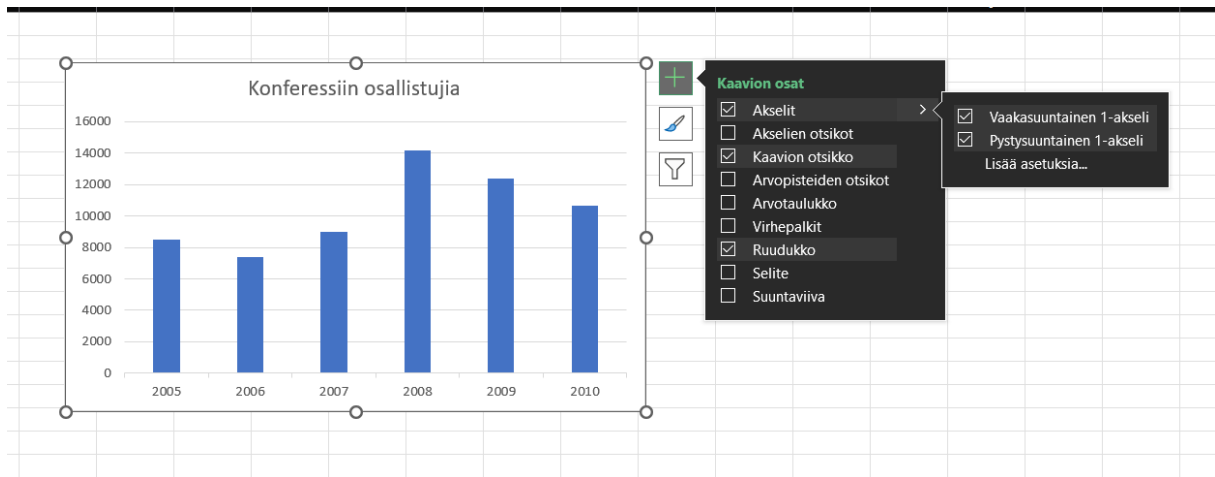 Konferessiin osallistujia
16000
14000
12000
10000
8000
6000
4000
2000
0
2005 2006 2007 2008 2009 2010
Kaavion osat
Akselit
Akselien otsikot
Kaavion otsikko
Arvopisteiden otsikot
Arvotaulukko
Virhepalkit
Ruudukko
Selite
Suuntaviiva
Vaakasuuntainen 1-akseli
Pystysuuntainen 1-akseli
Lisää asetuksia...